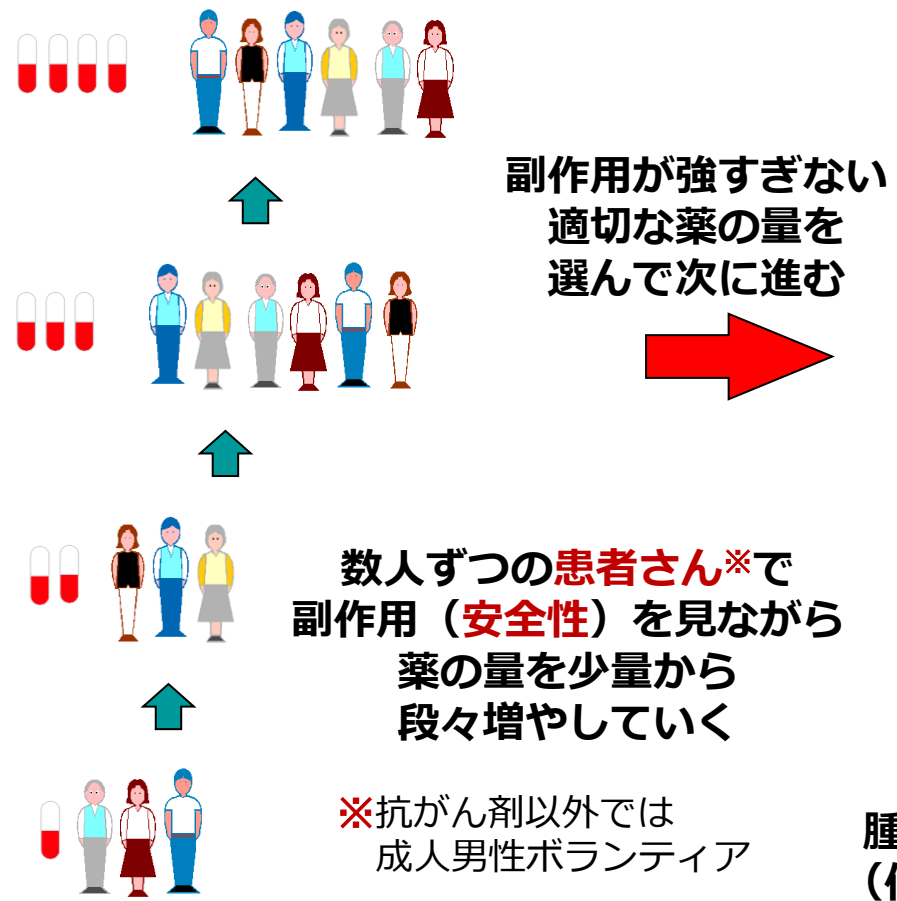 副作用が強すぎない
適切な薬の量を
選んで次に進む
数人ずつの患者さん※で
副作用（安全性）を見ながら
薬の量を少量から
段々増やしていく
※抗がん剤以外では
成人男性ボランティア
腫